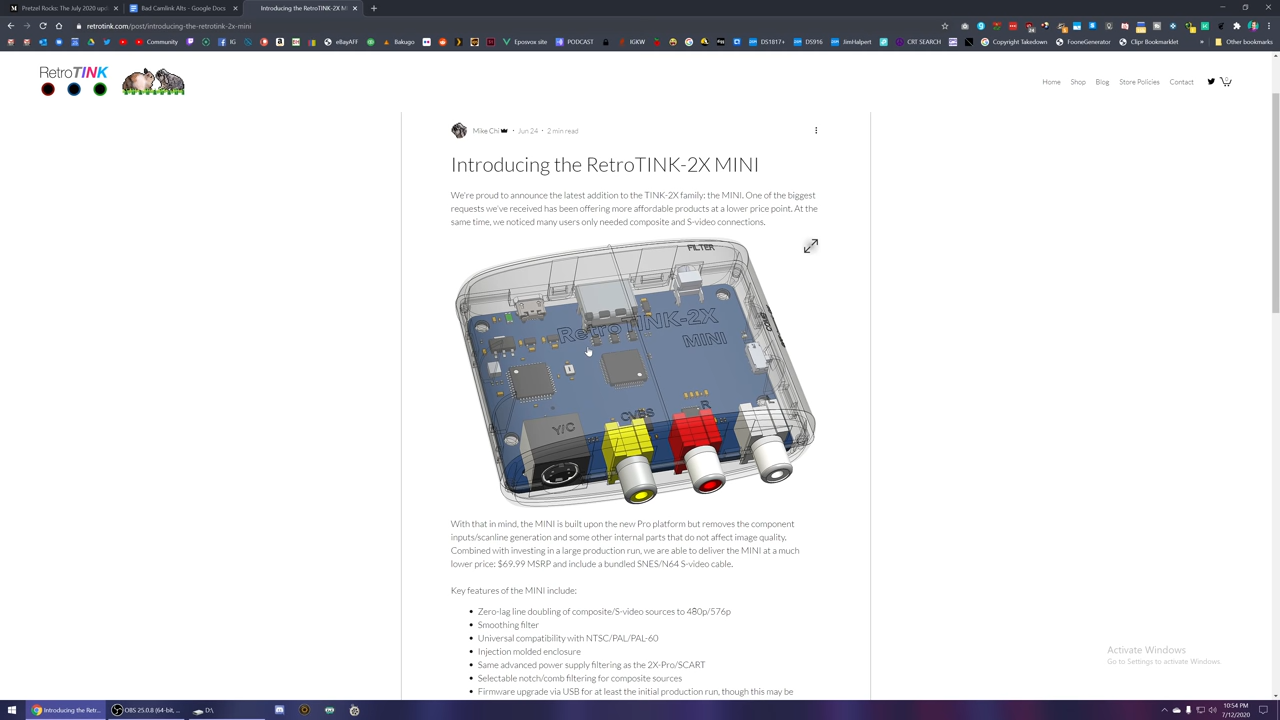 Pretzel Rocks: The July 2020 upd
Bad Camlink Alts - Google Docs
Introducing the RetroTINK-2X M
retrotink.com/post/introducing-the-retrotink-2x-mini
Community
IG
eBayAFF
Bakugo
Eposvox site
PODCAST
IGKW
DS1817+
DS916
JimHalpert
CRT SEARCH
Copyright Takedown
FooneGenerator
Clipr Bookmarklet
Other bookmarks
RetroTINK
Home
Shop
Blog
Store Policies
Contact
0
Mike Chi
Jun 24
2 min read
Introducing the RetroTINK-2X MINI
We're proud to announce the latest addition to the TINK-2X family: the MINI. One of the biggest
requests we've received has been offering more affordable products at a lower price point. At the
same time, we noticed many users only needed composite and S-video connections.
FILTER
RetroTINK-2X
MINI
Y/C
CVBS
R
L
With that in mind, the MINI is built upon the new Pro platform but removes the component
inputs/scanline generation and some other internal parts that do not affect image quality.
Combined with investing in a large production run, we are able to deliver the MINI at a much
lower price: $69.99 MSRP and include a bundled SNES/N64 S-video cable.
Key features of the MINI include:
• Zero-lag line doubling of composite/S-video sources to 480p/576p
• Smoothing filter
• Universal compatibility with NTSC/PAL/PAL-60
• Injection molded enclosure
• Same advanced power supply filtering as the 2X-Pro/SCART
• Selectable notch/comb filtering for composite sources
• Firmware upgrade via USB for at least the initial production run, though this may be
Activate Windows
Go to Settings to activate Windows.
Introducing the Retr...
OBS 25.0.8 (64-bit, ...
D:\
10:54 PM
7/12/2020